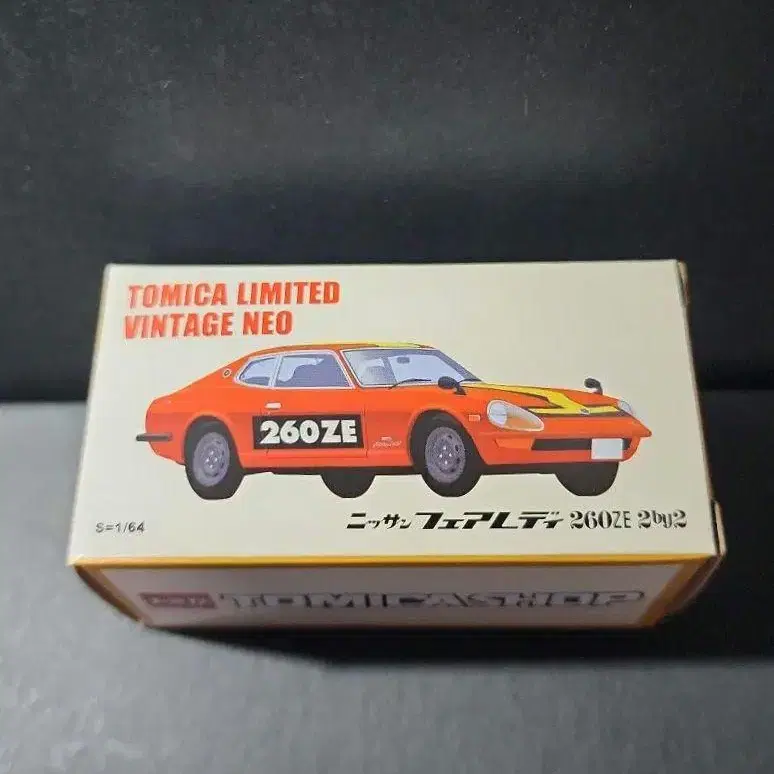 TOMICA LIMITED
VINTAGE NEO
260ZE
S=1/64
ニッサン フェアレディ 260ZE 2by2
TOMICA SHOP